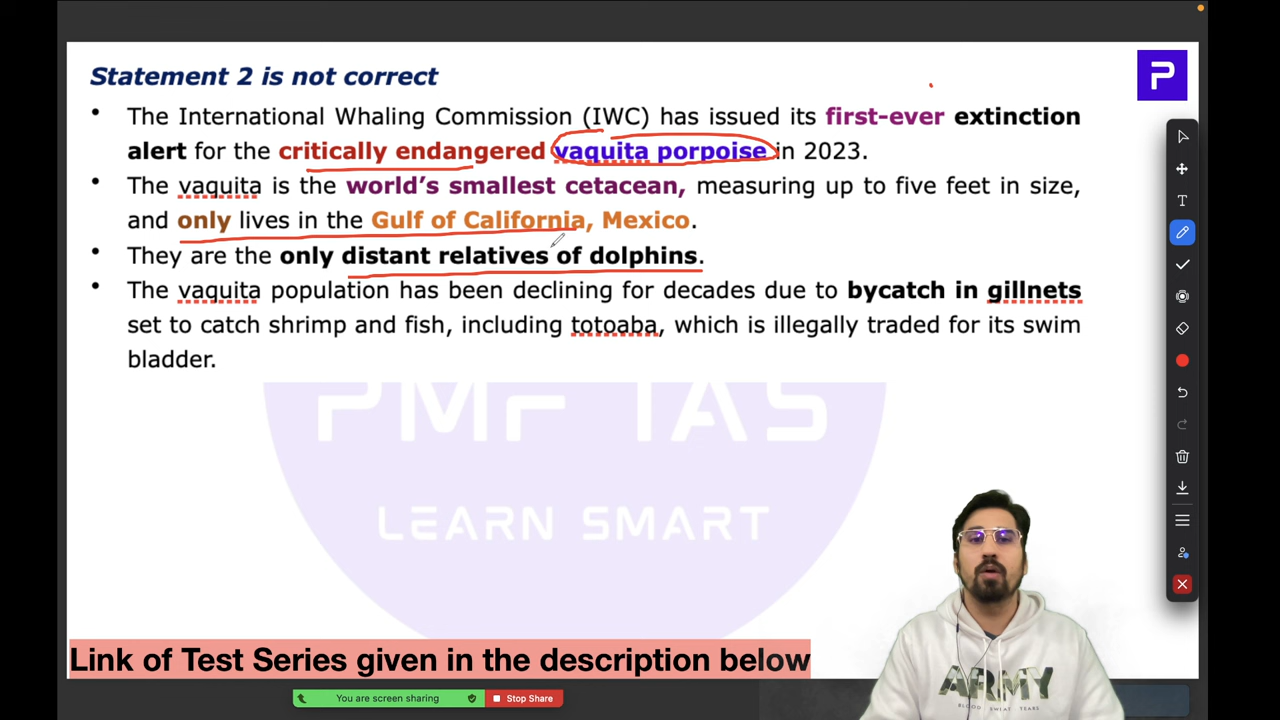 Statement 2 is not correct
• The International Whaling Commission (IWC) has issued its first-ever extinction
alert for the critically endangered vaquita porpoise in 2023.
• The vaquita is the world’s smallest cetacean, measuring up to five feet in size,
and only lives in the Gulf of California, Mexico.
• They are the only distant relatives of dolphins.
• The vaquita population has been declining for decades due to bycatch in gillnets
set to catch shrimp and fish, including totoaba, which is illegally traded for its swim
bladder.
PMF IAS
LEARN SMART
ARMY
BLOOD SWEAT TEARS
Link of Test Series given in the description below
You are screen sharing
Stop Share